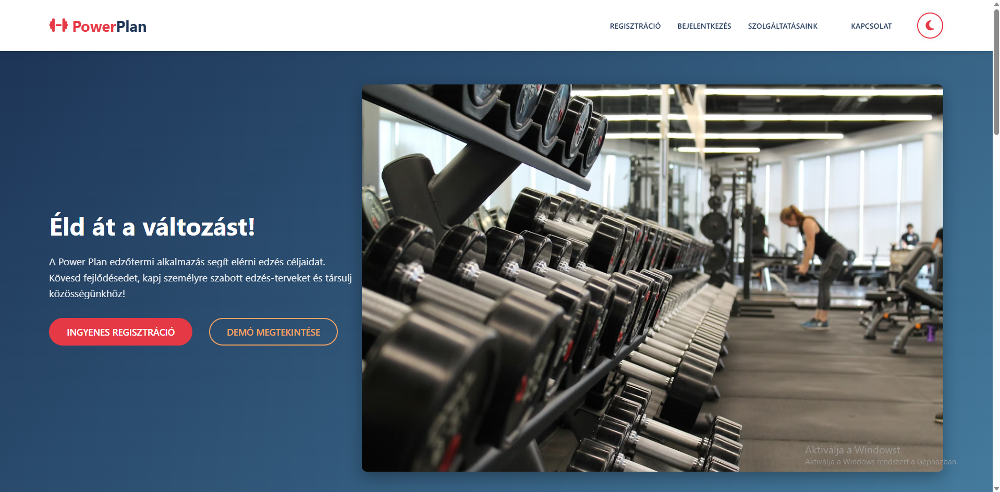 PowerPlan
REGISZTRÁCIÓ
BEJELENTKEZÉS
SZOLGÁLTATÁSAINK
KAPCSOLAT
Éld át a változást!
A Power Plan edzőtermi alkalmazás segít elérni edzés céljaidat.
Kövesd fejlődésedet, kapj személyre szabott edzés-terveket és társulj
közösségünkhöz!
INGYENES REGISZTRÁCIÓ
DEMÓ MEGTEKINTÉSE
Aktiválja a Windowst
Aktiválja a Windows rendszert a Gépházban.